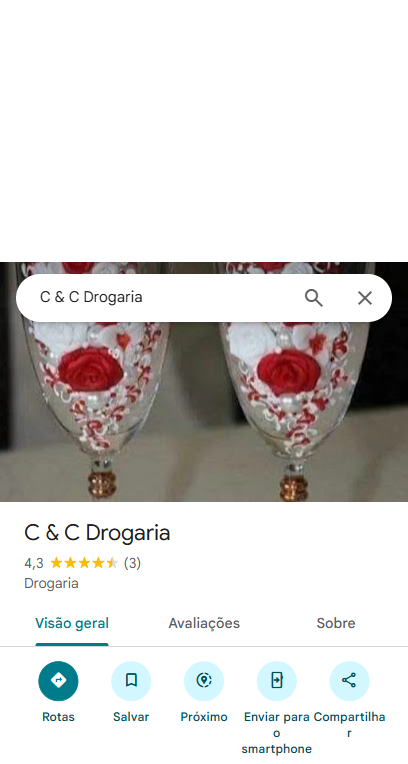 C & C Drogaria
C & C Drogaria
4,3 (3)
Drogaria
Visão geral Avaliações Sobre
Rotas Salvar Próximo Enviar para o smartphone Compartilhar